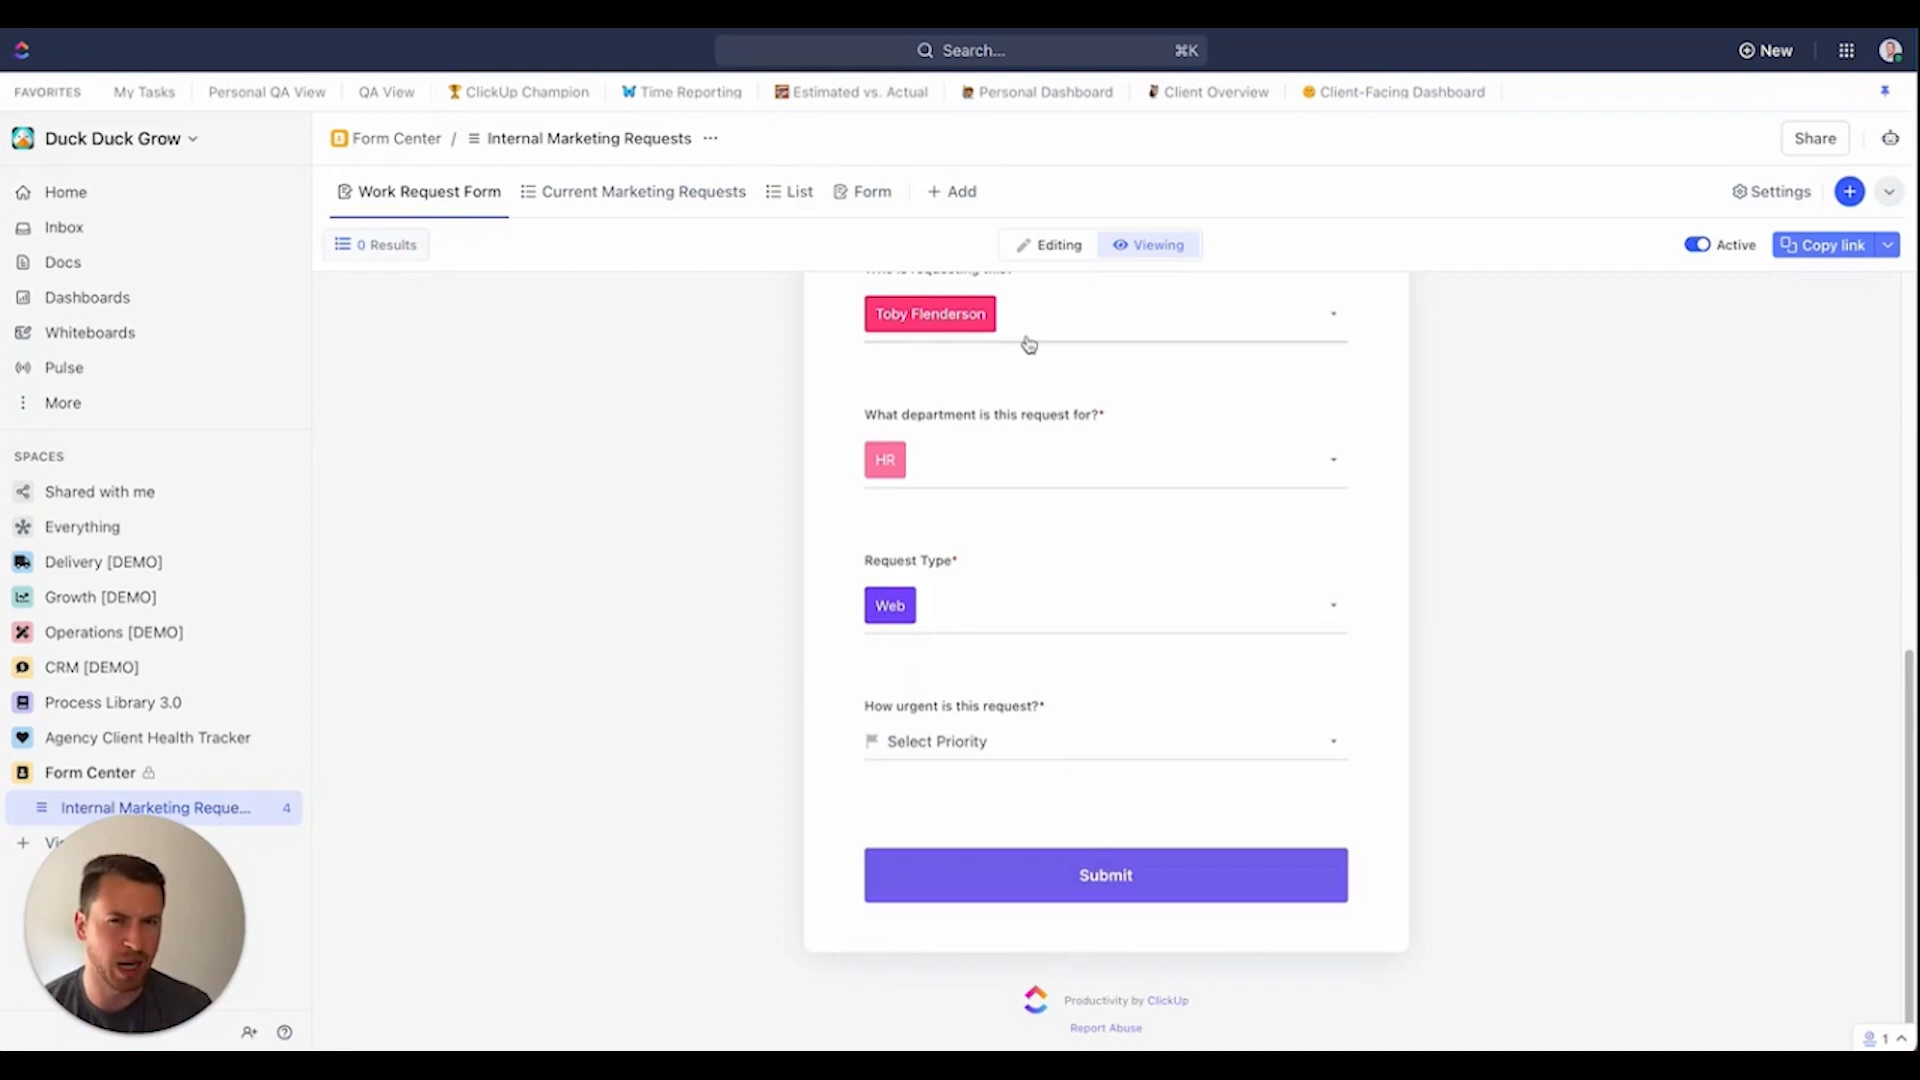 Search...
⌘K
New
FAVORITES
My Tasks
Personal QA View
QA View
ClickUp Champion
Time Reporting
Estimated vs. Actual
Personal Dashboard
Client Overview
Client-Facing Dashboard
Duck Duck Grow
Form Center / Internal Marketing Requests ...
Share
Home
Inbox
Docs
Dashboards
Whiteboards
Pulse
More
Work Request Form
Current Marketing Requests
List
Form
+ Add
Settings
0 Results
Editing
Viewing
Active
Copy link
Who is requesting this?
Toby Flenderson
What department is this request for?*
HR
Request Type*
Web
How urgent is this request?*
Select Priority
Submit
Productivity by ClickUp
Report Abuse
SPACES
Shared with me
Everything
Delivery [DEMO]
Growth [DEMO]
Operations [DEMO]
CRM [DEMO]
Process Library 3.0
Agency Client Health Tracker
Form Center
Internal Marketing Reque...
4
1